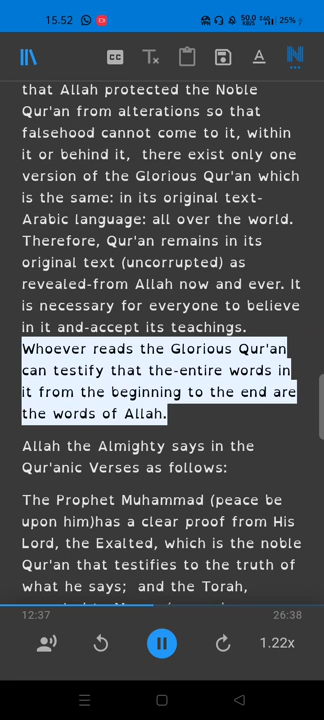 15.52
50.0
KB/S
25%
CC
A
that Allah protected the Noble
Qur'an from alterations so that
falsehood cannot come to it, within
it or behind it, there exist only one
version of the Glorious Qur'an which
is the same: in its original text-
Arabic language: all over the world.
Therefore, Qur'an remains in its
original text (uncorrupted) as
revealed-from Allah now and ever. It
is necessary for everyone to believe
in it and-accept its teachings.
Whoever reads the Glorious Qur'an
can testify that the-entire words in
it from the beginning to the end are
the words of Allah.
Allah the Almighty says in the
Qur'anic Verses as follows:
The Prophet Muhammad (peace be
upon him)has a clear proof from His
Lord, the Exalted, which is the noble
Qur'an that testifies to the truth of
what he says; and the Torah,
12:37
26:38
1.22x